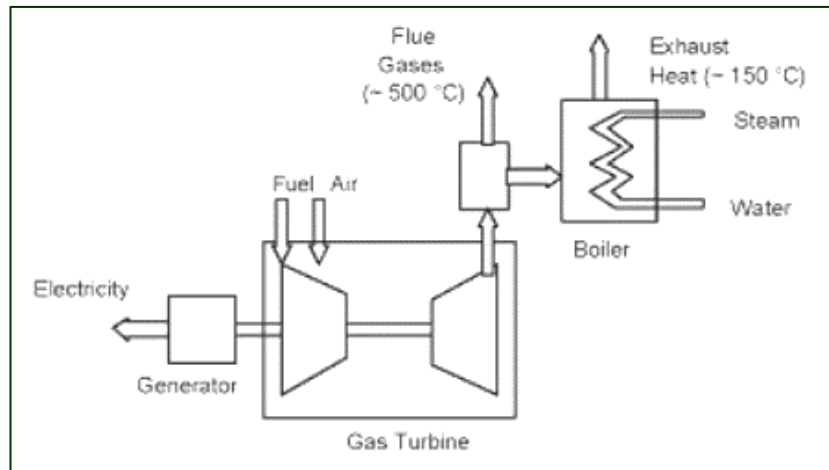 Flue
Gases
(~ 500 °C)
Exhaust
Heat (~ 150 °C)
Steam
Water
Boiler
Fuel Air
Electricity
Generator
Gas Turbine